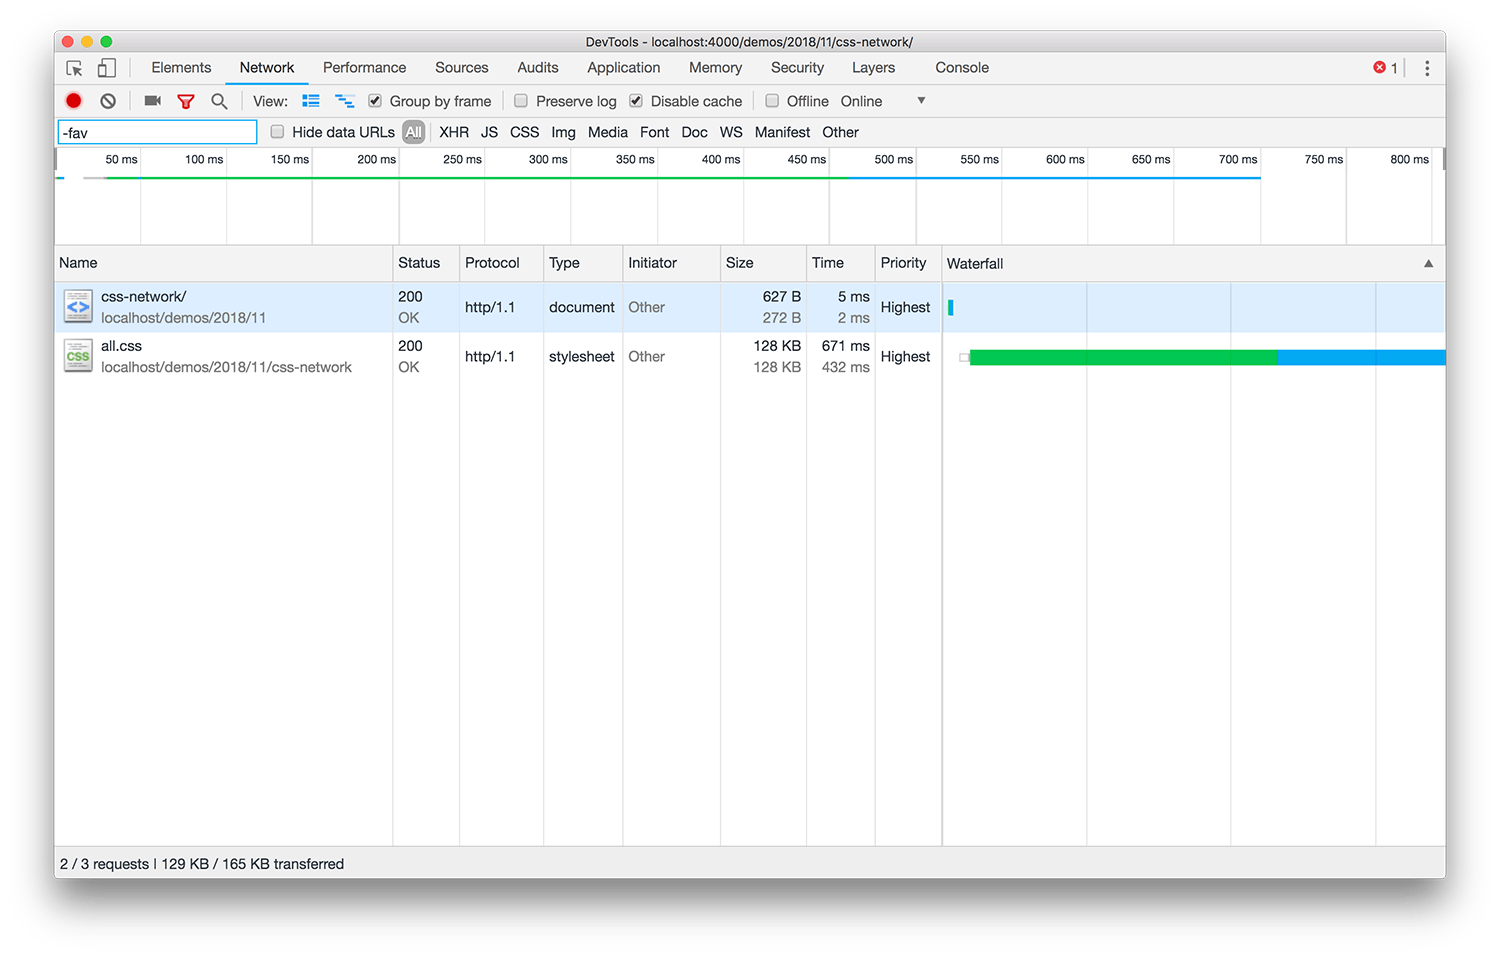 DevTools - localhost:4000/demos/2018/11/css-network/
Elements Network Performance Sources Audits Application Memory Security Layers Console 1
View: Group by frame Preserve log Disable cache Offline Online
-fav Hide data URLs All XHR JS CSS Img Media Font Doc WS Manifest Other
50 ms 100 ms 150 ms 200 ms 250 ms 300 ms 350 ms 400 ms 450 ms 500 ms 550 ms 600 ms 650 ms 700 ms 750 ms 800 ms
Name Status Protocol Type Initiator Size Time Priority Waterfall
css-network/ 200 627 B 5 ms
http/1.1 document Other Highest
localhost/demos/2018/11 OK 272 B 2 ms
all.css 200 128 KB 671 ms
CSS http/1.1 stylesheet Other Highest
localhost/demos/2018/11/css-network OK 128 KB 432 ms
2 / 3 requests | 129 KB / 165 KB transferred